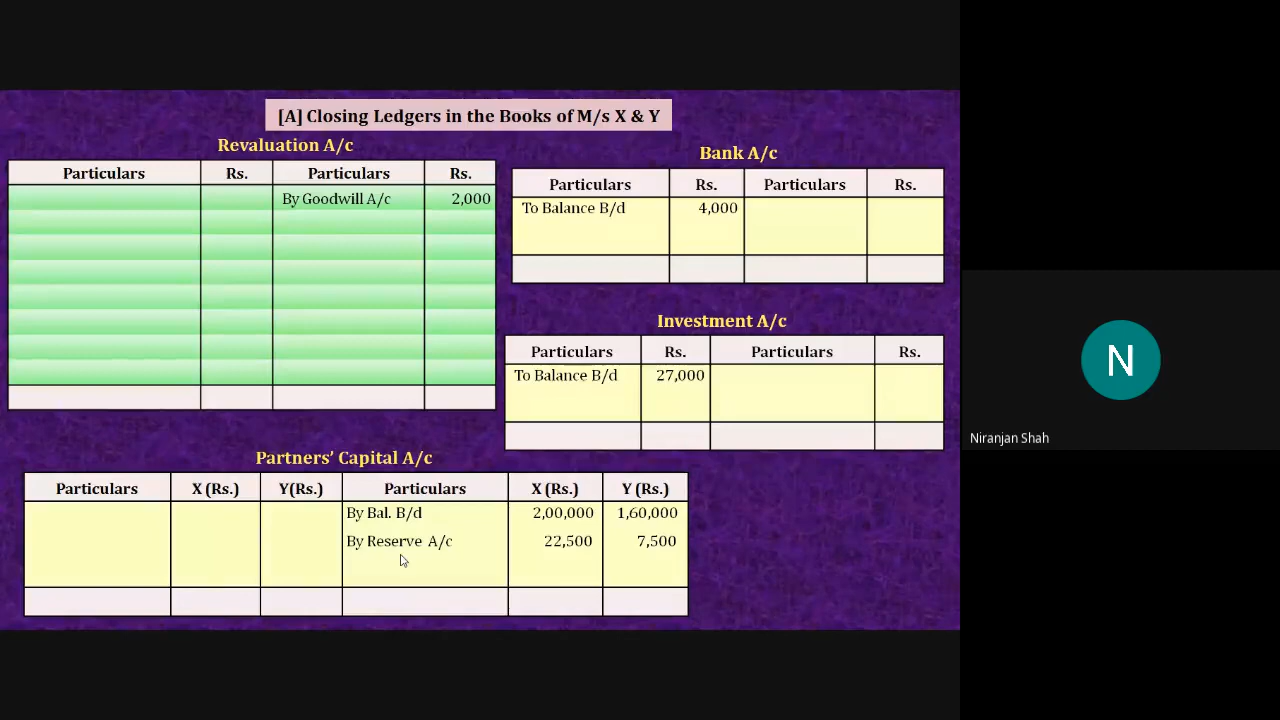 [A] Closing Ledgers in the Books of M/s X & Y
Revaluation A/c
Particulars Rs. Particulars Rs.
By Goodwill A/c 2,000
Bank A/c
Particulars Rs. Particulars Rs.
To Balance B/d 4,000
Investment A/c
Particulars Rs. Particulars Rs.
To Balance B/d 27,000
Partners’ Capital A/c
Particulars X (Rs.) Y(Rs.) Particulars X (Rs.) Y (Rs.)
By Bal. B/d 2,00,000 1,60,000
By Reserve A/c 22,500 7,500
N
Niranjan Shah